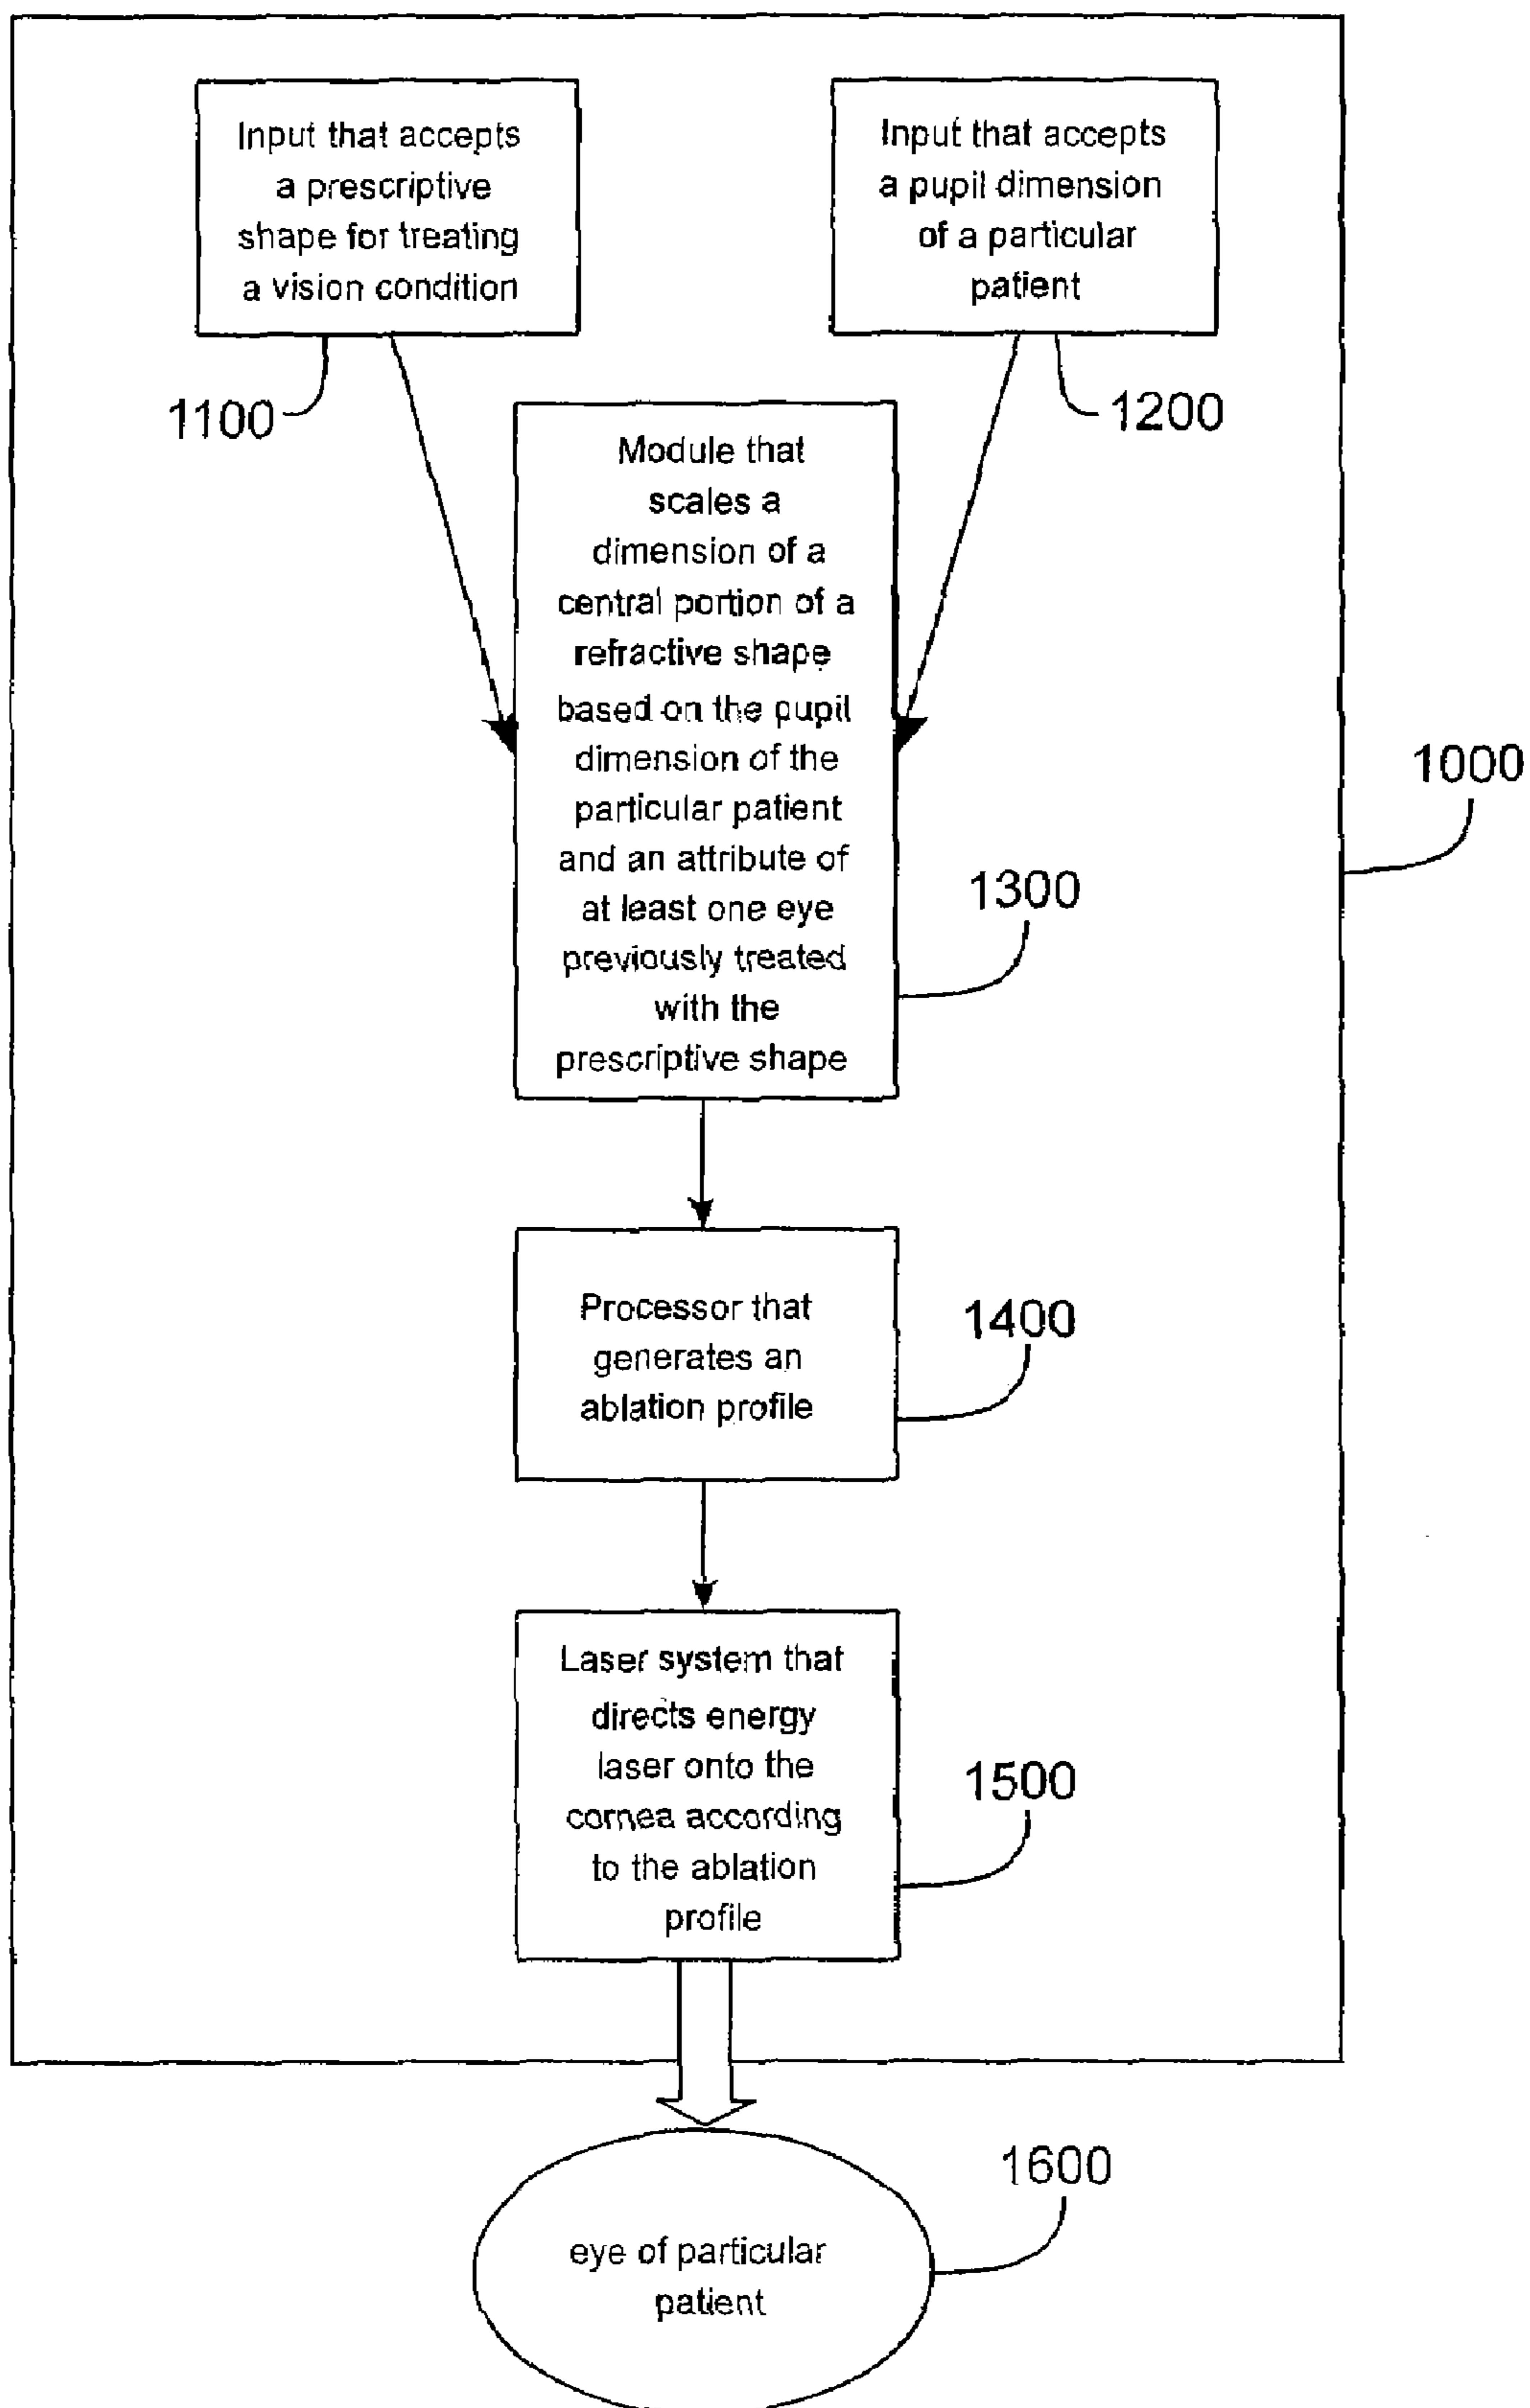 Input that accepts
a prescriptive
shape for treating
a vision condition
Input that accepts
a pupil dimension
of a particular
patient
1100
1200
Module that
scales a
dimension of a
central portion of a
refractive shape
based on the pupil
dimension of the
particular patient
and an attribute of
at least one eye
previously treated
with the
prescriptive shape
1000
1300
Processor that
generates an
ablation profile
1400
Laser system that
directs energy
laser onto the
cornea according
to the ablation
profile
1500
1600
eye of particular
patient